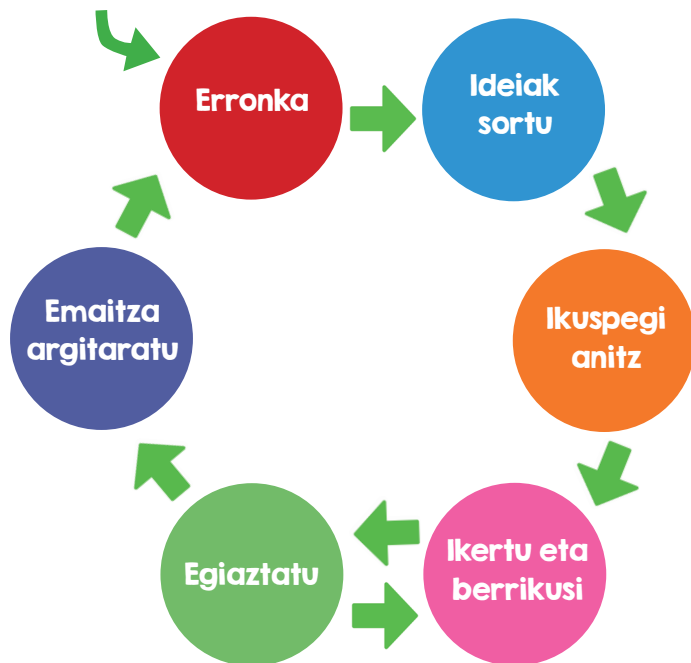 Erronka
Ideiak
sortu
Ikuspegi
anitz
Ikertu eta
berrikusi
Egiaztatu
Emaitza
argitaratu